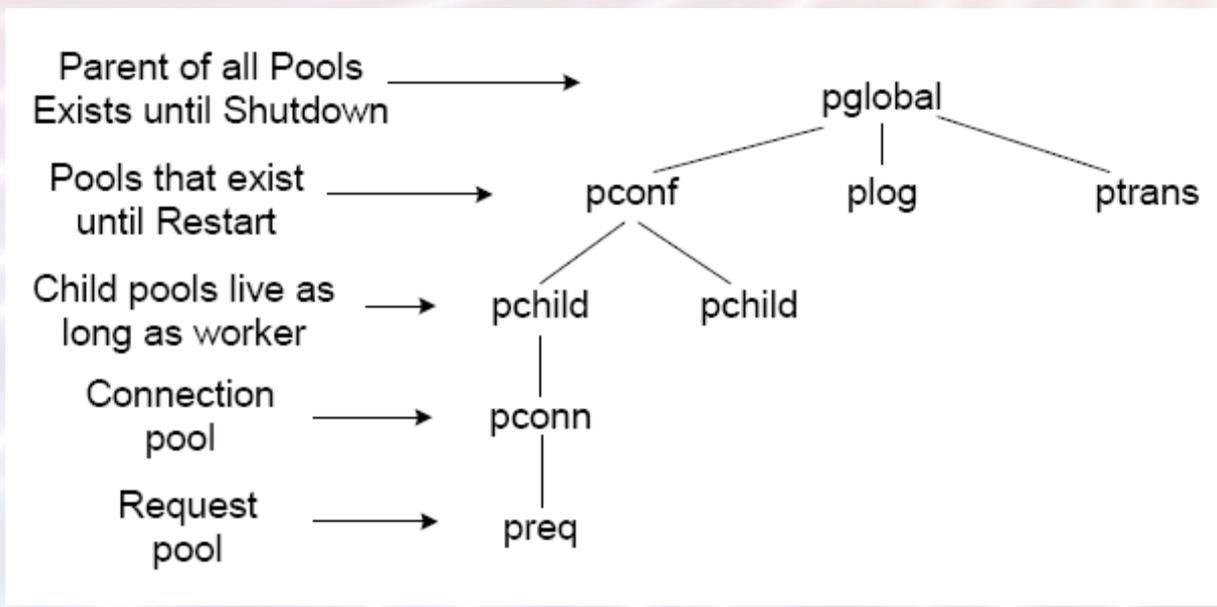 Parent of all Pools
Exists until Shutdown
pglobal
Pools that exist
until Restart
pconf
plog
ptrans
Child pools live as
long as worker
pchild
pchild
Connection
pool
pconn
Request
pool
preq